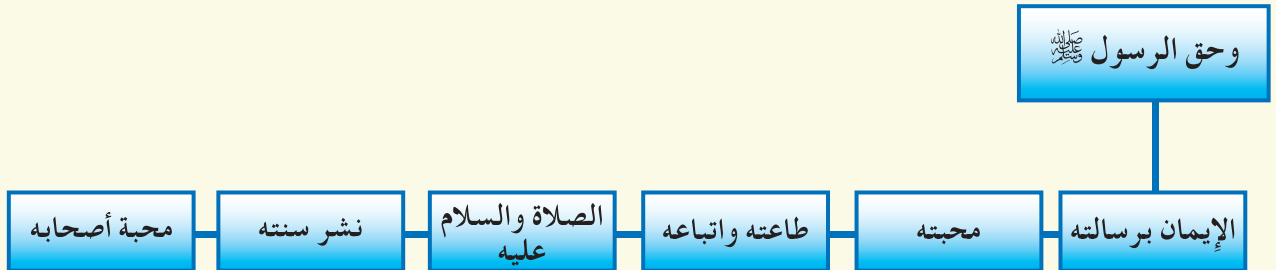 وحق الرسول ﷺ
الإيمان برسالته
محبته
طاعته واتباعه
الصلاة والسلام
عليه
نشر سنته
محبة أصحابه